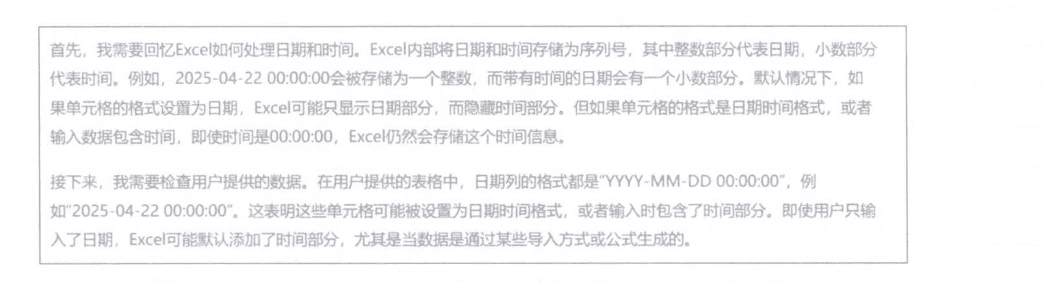 首先，我需要回忆Excel如何处理日期和时间。Excel内部将日期和时间存储为序列号，其中整数部分代表日期，小数部分
代表时间。例如，2025-04-22 00:00:00会被存储为一个整数，而带有时间的日期会有一个小数部分。默认情况下，如
果单元格的格式设置为日期，Excel可能只显示日期部分，而隐藏时间部分。但如果单元格的格式是日期时间格式，或者
输入数据包含时间，即使时间是00:00:00，Excel仍然会存储这个时间信息。
接下来，我需要检查用户提供的数据。在用户提供的表格中，日期列的格式都是"YYYY-MM-DD 00:00:00"，例
如"2025-04-22 00:00:00"。这表明这些单元格可能被设置为日期时间格式，或者输入时包含了时间部分。即使用户只输
入了日期，Excel可能默认添加了时间部分，尤其是当数据是通过某些导入方式或公式生成的。